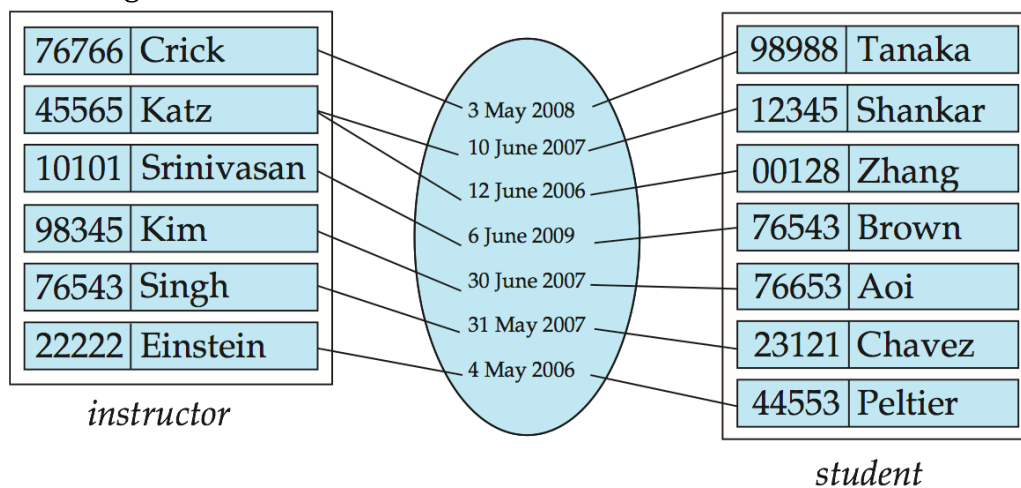 76766 Crick
45565 Katz
10101 Srinivasan
98345 Kim
76543 Singh
22222 Einstein
instructor
3 May 2008
10 June 2007
12 June 2006
6 June 2009
30 June 2007
31 May 2007
4 May 2006
98988 Tanaka
12345 Shankar
00128 Zhang
76543 Brown
76653 Aoi
23121 Chavez
44553 Peltier
student